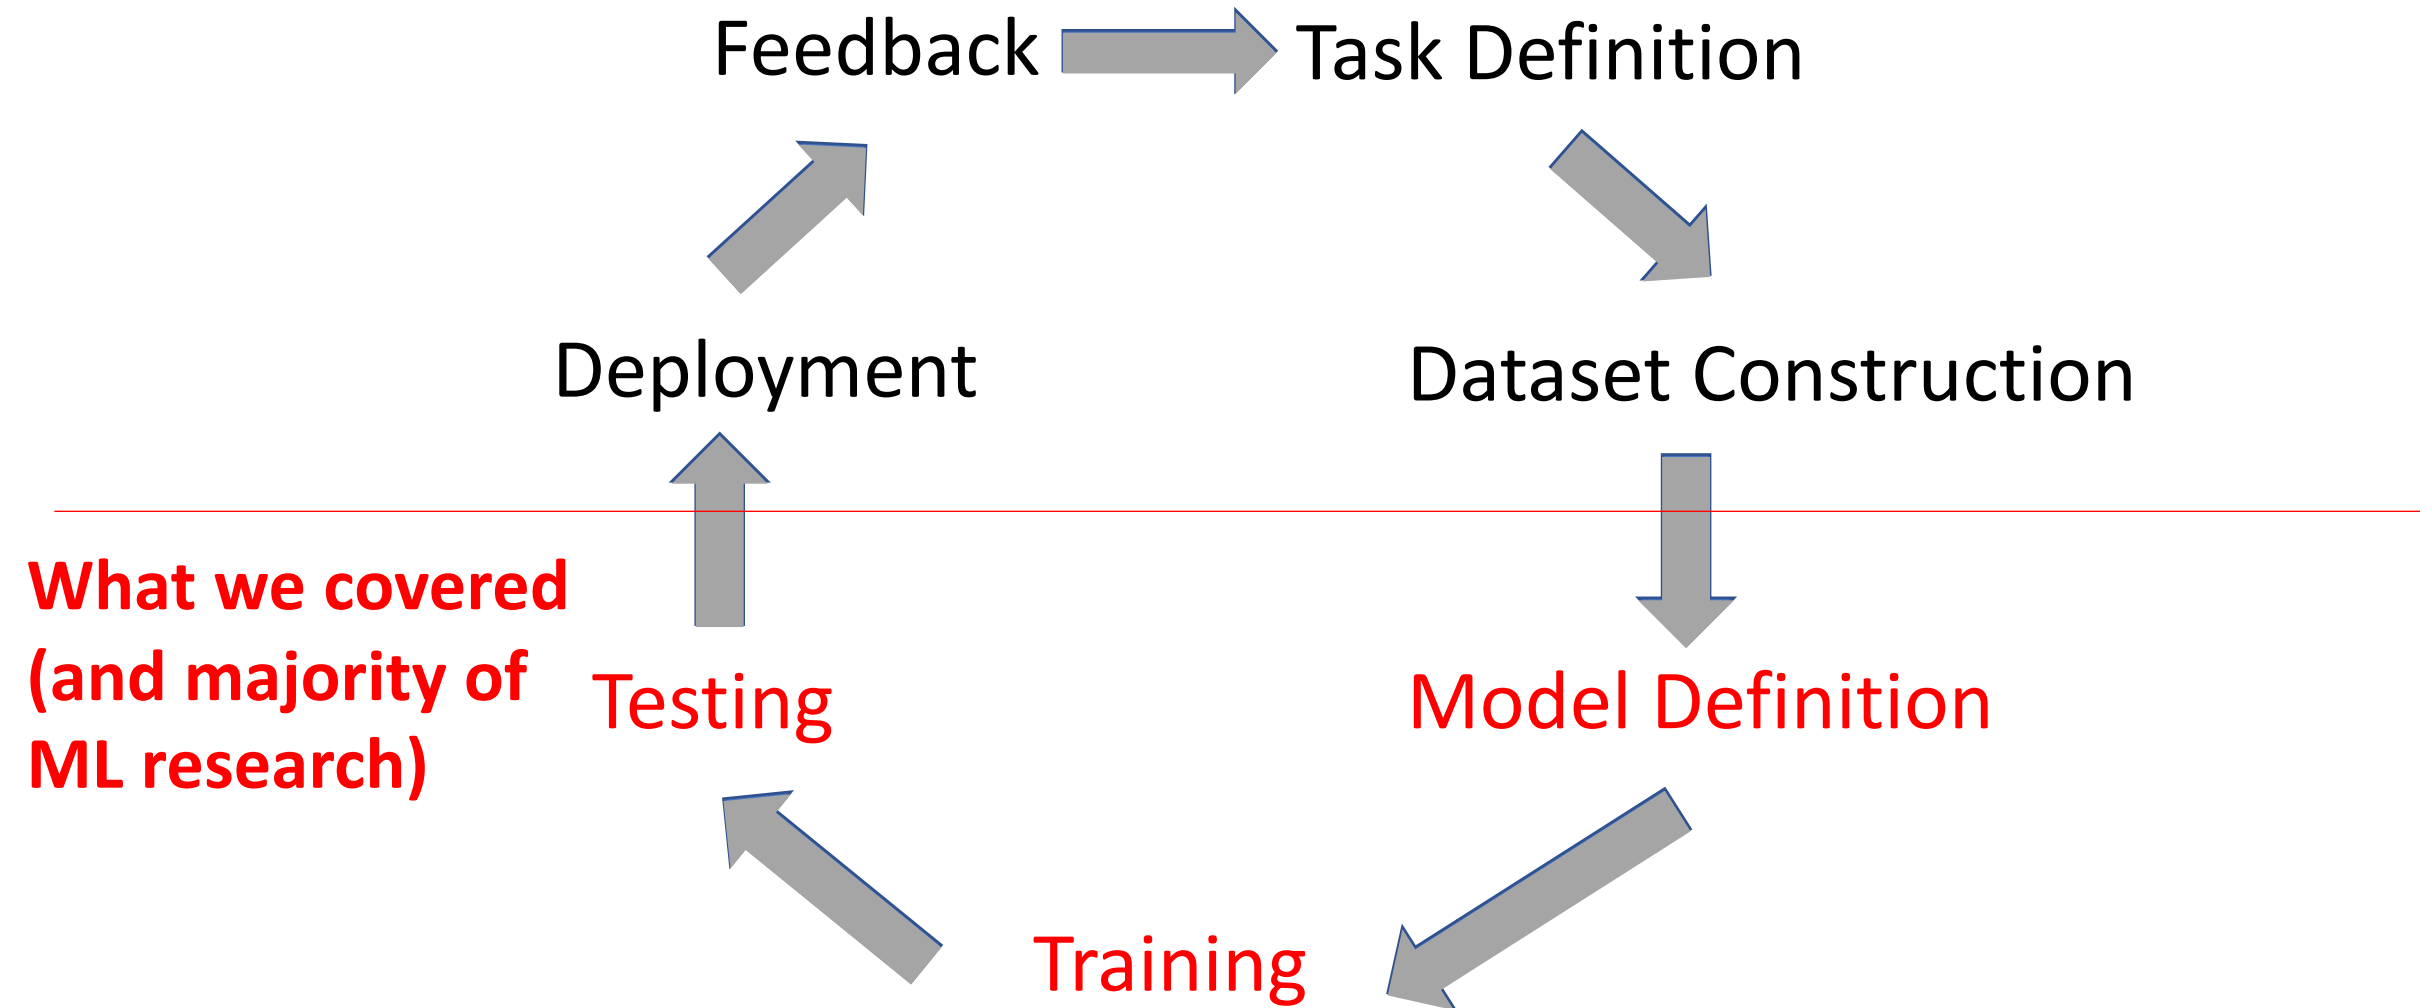 Feedback
Task Definition
Deployment
Dataset Construction
What we covered
(and majority of
ML research)
Testing
Model Definition
Training